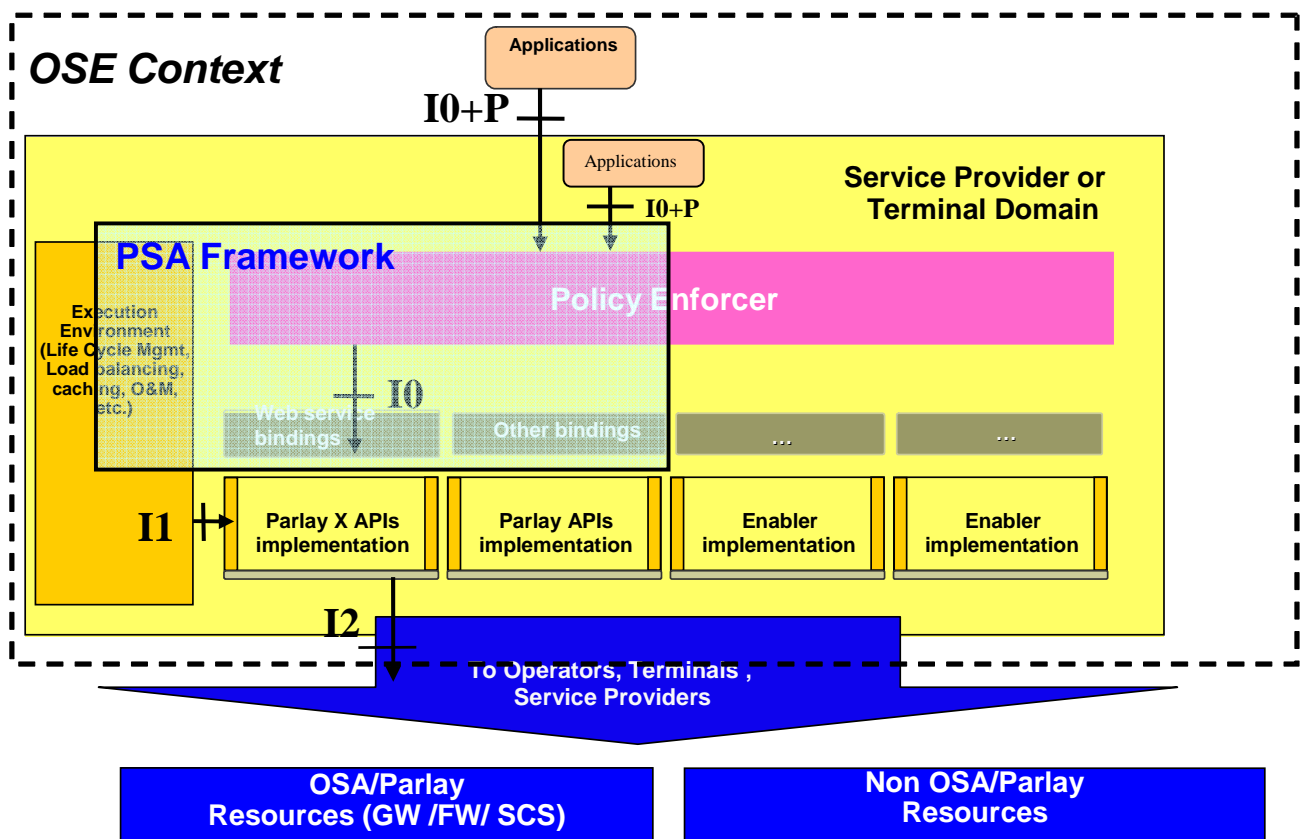 OSE Context
Applications
I0+P
Applications
I0+P
Service Provider or
Terminal Domain
PSA Framework
Policy Enforcer
Execution
Environment
(Life Cycle Mgmt,
Load balancing,
caching, O&M,
etc.)
I0
Web service
bindings
Other bindings
...
...
I1
Parlay X APIs
implementation
Parlay APIs
implementation
Enabler
implementation
Enabler
implementation
I2
To Operators, Terminals ,
Service Providers
OSA/Parlay
Resources (GW /FW/ SCS)
Non OSA/Parlay
Resources